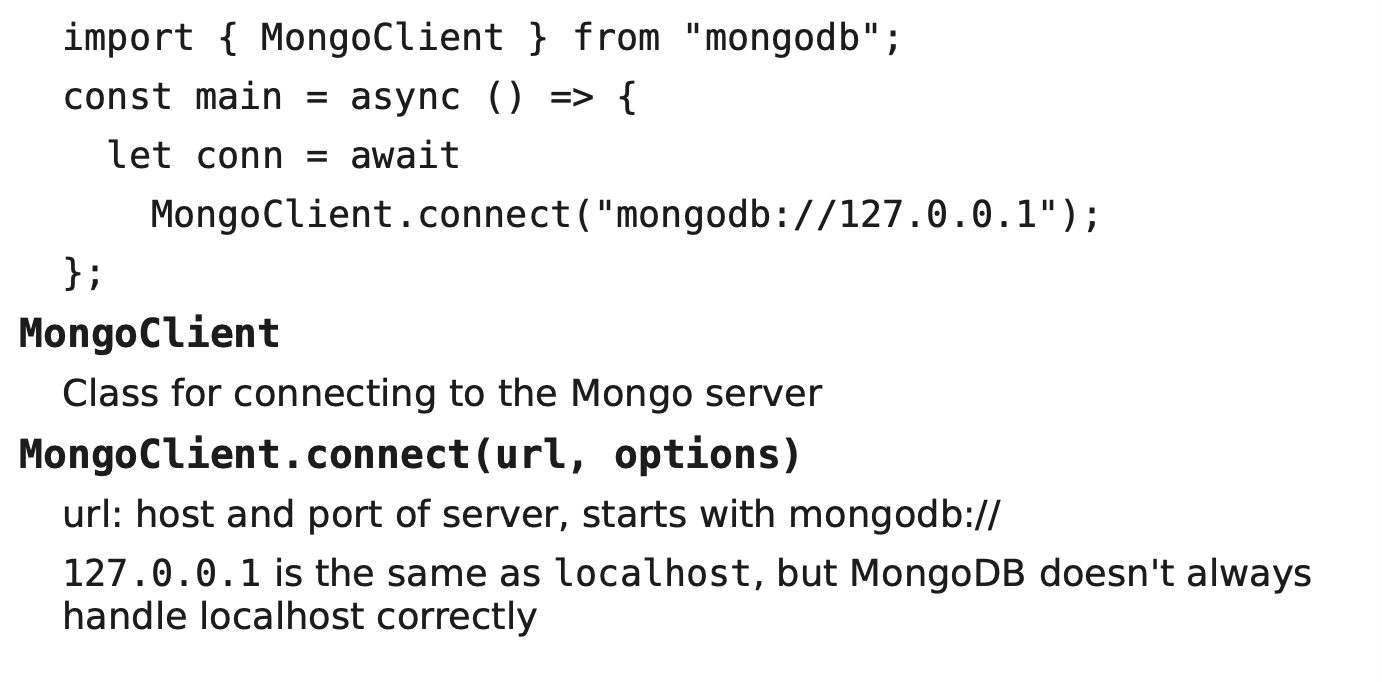 import { MongoClient } from "mongodb";
const main = async () => {
  let conn = await
    MongoClient.connect("mongodb://127.0.0.1");
};
MongoClient
Class for connecting to the Mongo server
MongoClient.connect(url, options)
url: host and port of server, starts with mongodb://
127.0.0.1 is the same as localhost, but MongoDB doesn't always
handle localhost correctly